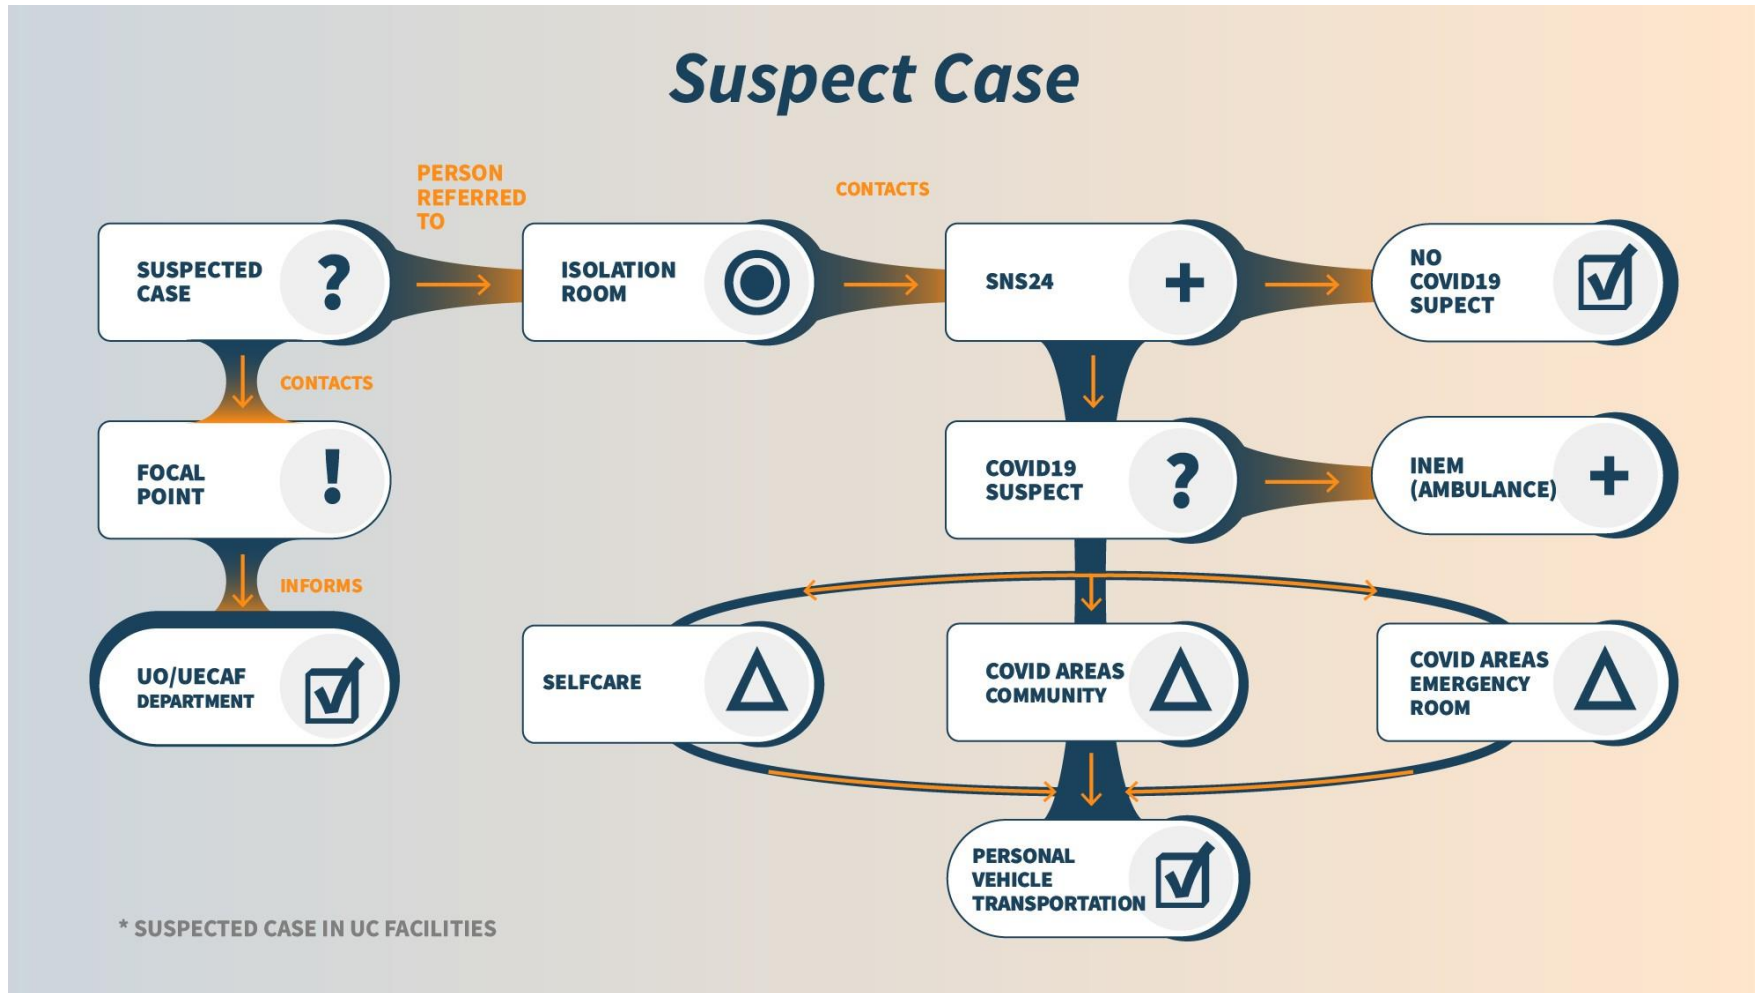 Suspect Case
PERSON
REFERRED
TO
CONTACTS
SUSPECTED
CASE
?
ISOLATION
ROOM
SNS24
+
NO
COVID19
SUPECT
CONTACTS
FOCAL
POINT
!
COVID19
SUSPECT
?
INEM
(AMBULANCE)
+
INFORMS
UO/UECAF
DEPARTMENT
SELFCARE
COVID AREAS
COMMUNITY
COVID AREAS
EMERGENCY
ROOM
PERSONAL
VEHICLE
TRANSPORTATION
* SUSPECTED CASE IN UC FACILITIES